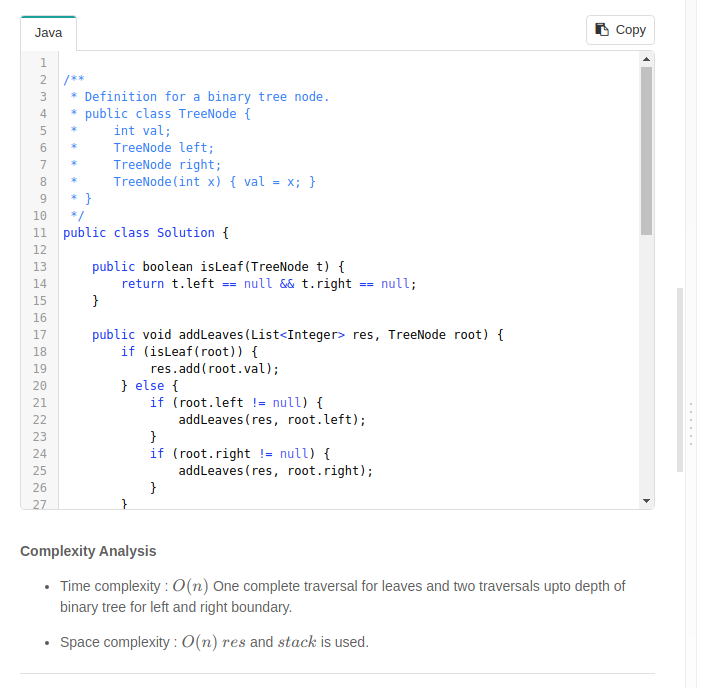 Java
Copy
1
2 /**
3  * Definition for a binary tree node.
4  * public class TreeNode {
5  *     int val;
6  *     TreeNode left;
7  *     TreeNode right;
8  *     TreeNode(int x) { val = x; }
9  * }
10  */
11 public class Solution {
12
13     public boolean isLeaf(TreeNode t) {
14         return t.left == null && t.right == null;
15     }
16
17     public void addLeaves(List<Integer> res, TreeNode root) {
18         if (isLeaf(root)) {
19             res.add(root.val);
20         } else {
21             if (root.left != null) {
22                 addLeaves(res, root.left);
23             }
24             if (root.right != null) {
25                 addLeaves(res, root.right);
26             }
27         }
Complexity Analysis
• Time complexity : O(n) One complete traversal for leaves and two traversals upto depth of
binary tree for left and right boundary.
• Space complexity : O(n) res and stack is used.